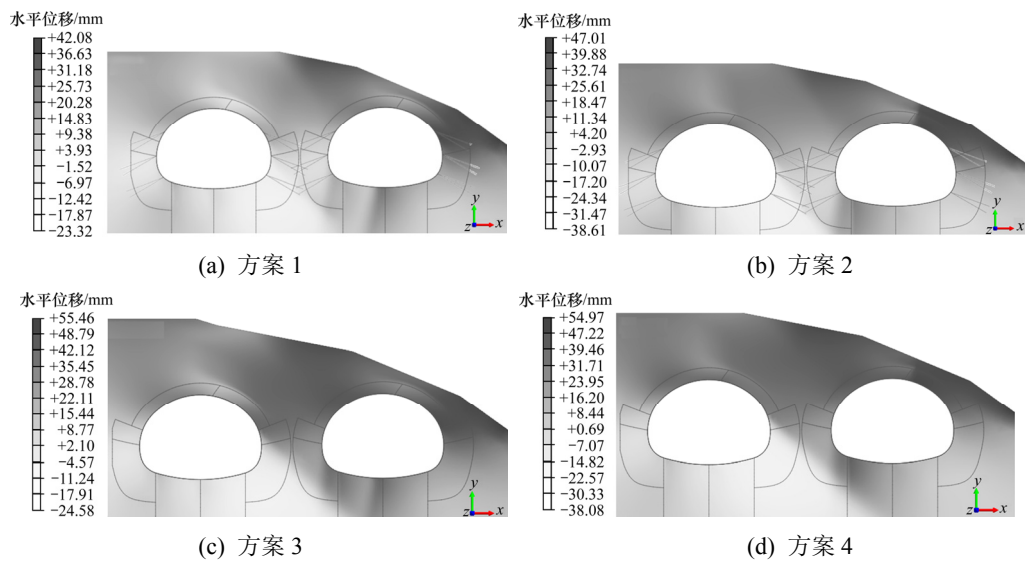 水平位移/mm
+42.08
+36.63
+31.18
+25.73
+20.28
+14.83
+9.38
+3.93
−1.52
−6.97
−12.42
−17.87
−23.32
y
z
x
(a) 方案 1
水平位移/mm
+47.01
+39.88
+32.74
+25.61
+18.47
+11.34
+4.20
−2.93
−10.07
−17.20
−24.34
−31.47
−38.61
y
z
x
(b) 方案 2
水平位移/mm
+55.46
+48.79
+42.12
+35.45
+28.78
+22.11
+15.44
+8.77
+2.10
−4.57
−11.24
−17.91
−24.58
y
z
x
(c) 方案 3
水平位移/mm
+54.97
+47.22
+39.46
+31.71
+23.95
+16.20
+8.44
+0.69
−7.07
−14.82
−22.57
−30.33
−38.08
y
z
x
(d) 方案 4